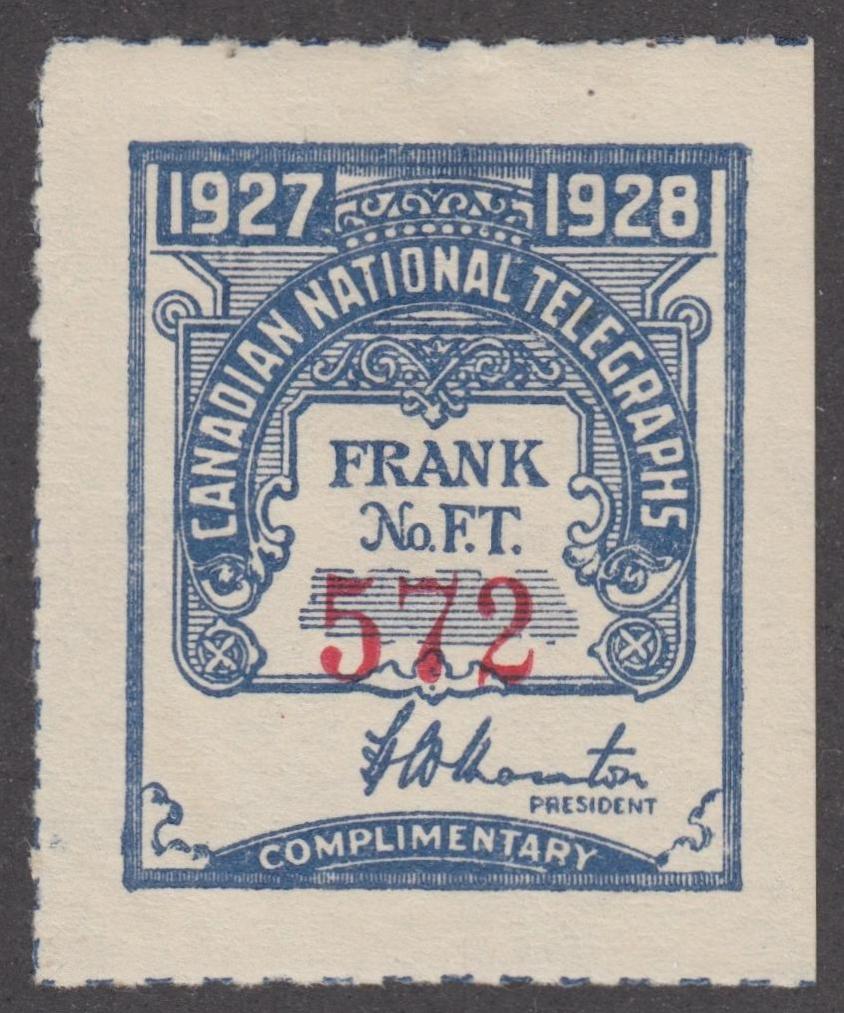 1927 1928
CANADIAN NATIONAL TELEGRAPHS
FRANK
No. F.T.
572
PRESIDENT
COMPLIMENTARY